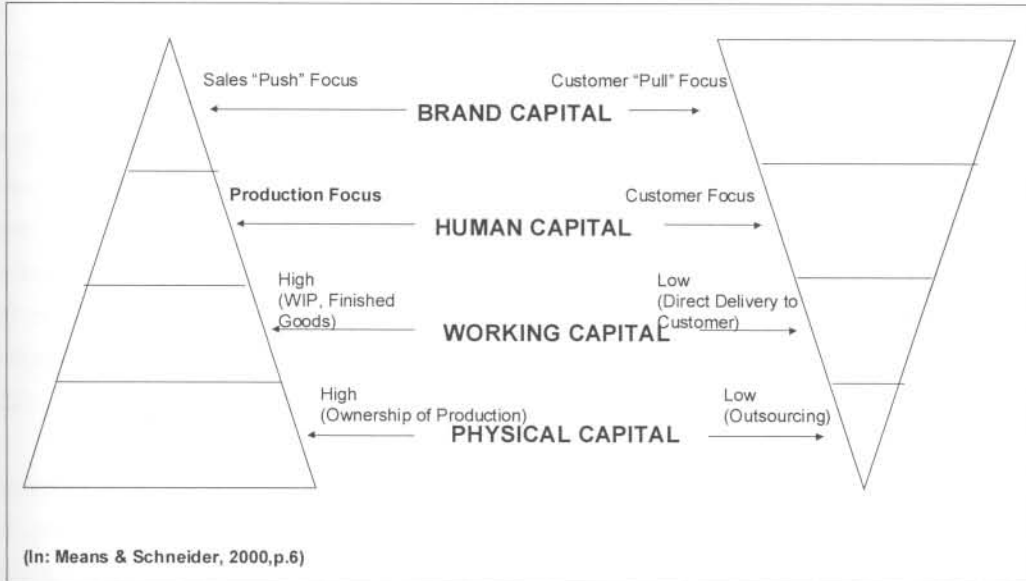 Sales "Push" Focus
Customer "Pull" Focus
BRAND CAPITAL
Production Focus
Customer Focus
HUMAN CAPITAL
High
(WIP, Finished
Goods)
Low
(Direct Delivery to
Customer)
WORKING CAPITAL
High
(Ownership of Production)
Low
(Outsourcing)
PHYSICAL CAPITAL
(In: Means & Schneider, 2000,p.6)